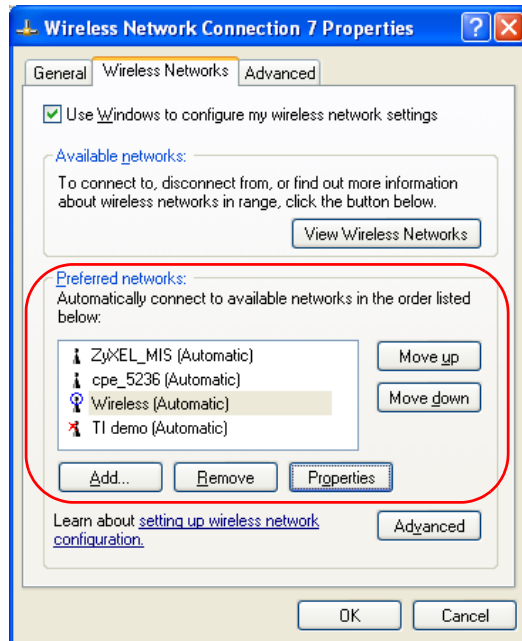 Wireless Network Connection 7 Properties
General Wireless Networks Advanced
Use Windows to configure my wireless network settings
Available networks:
To connect to, disconnect from, or find out more information
about wireless networks in range, click the button below.
View Wireless Networks
Preferred networks:
Automatically connect to available networks in the order listed
below:
ZyXEL_MIS (Automatic)
cpe_5236 (Automatic)
Wireless (Automatic)
TI demo (Automatic)
Move up
Move down
Add... Remove Properties
Learn about setting up wireless network
configuration.
Advanced
OK Cancel